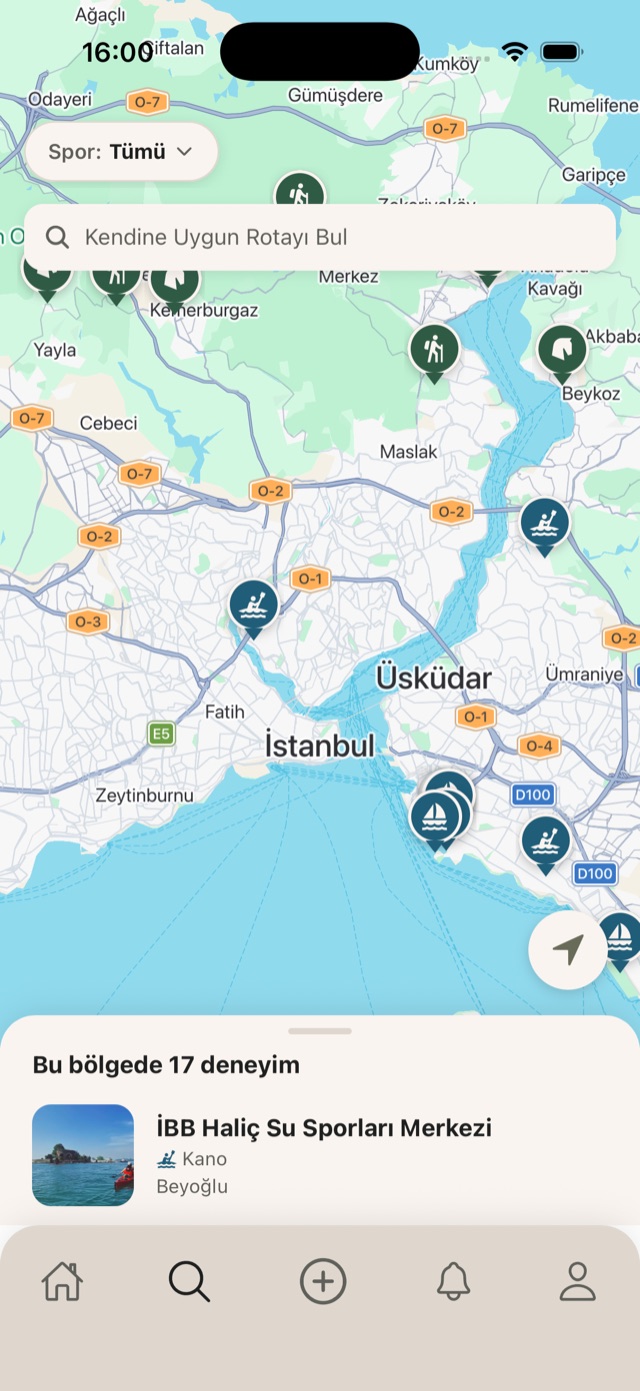 Ağaçlı
16:00
Çiftalan
Kumköy
Odayeri
O-7
Gümüşdere
Rumelifene
O-7
Spor: Tümü
Garipçe
Zekeriyaköy
Kendine Uygun Rotayı Bul
Merkez
Anadolu
Kavağı
Kemerburgaz
Yayla
Akbaba
Beykoz
O-7
Cebeci
Maslak
O-7
O-2
O-2
O-2
O-1
O-3
O-2
Üsküdar
Ümraniye
Fatih
O-1
E5
İstanbul
O-4
Zeytinburnu
D100
D100
Bu bölgede 17 deneyim
İBB Haliç Su Sporları Merkezi
Kano
Beyoğlu